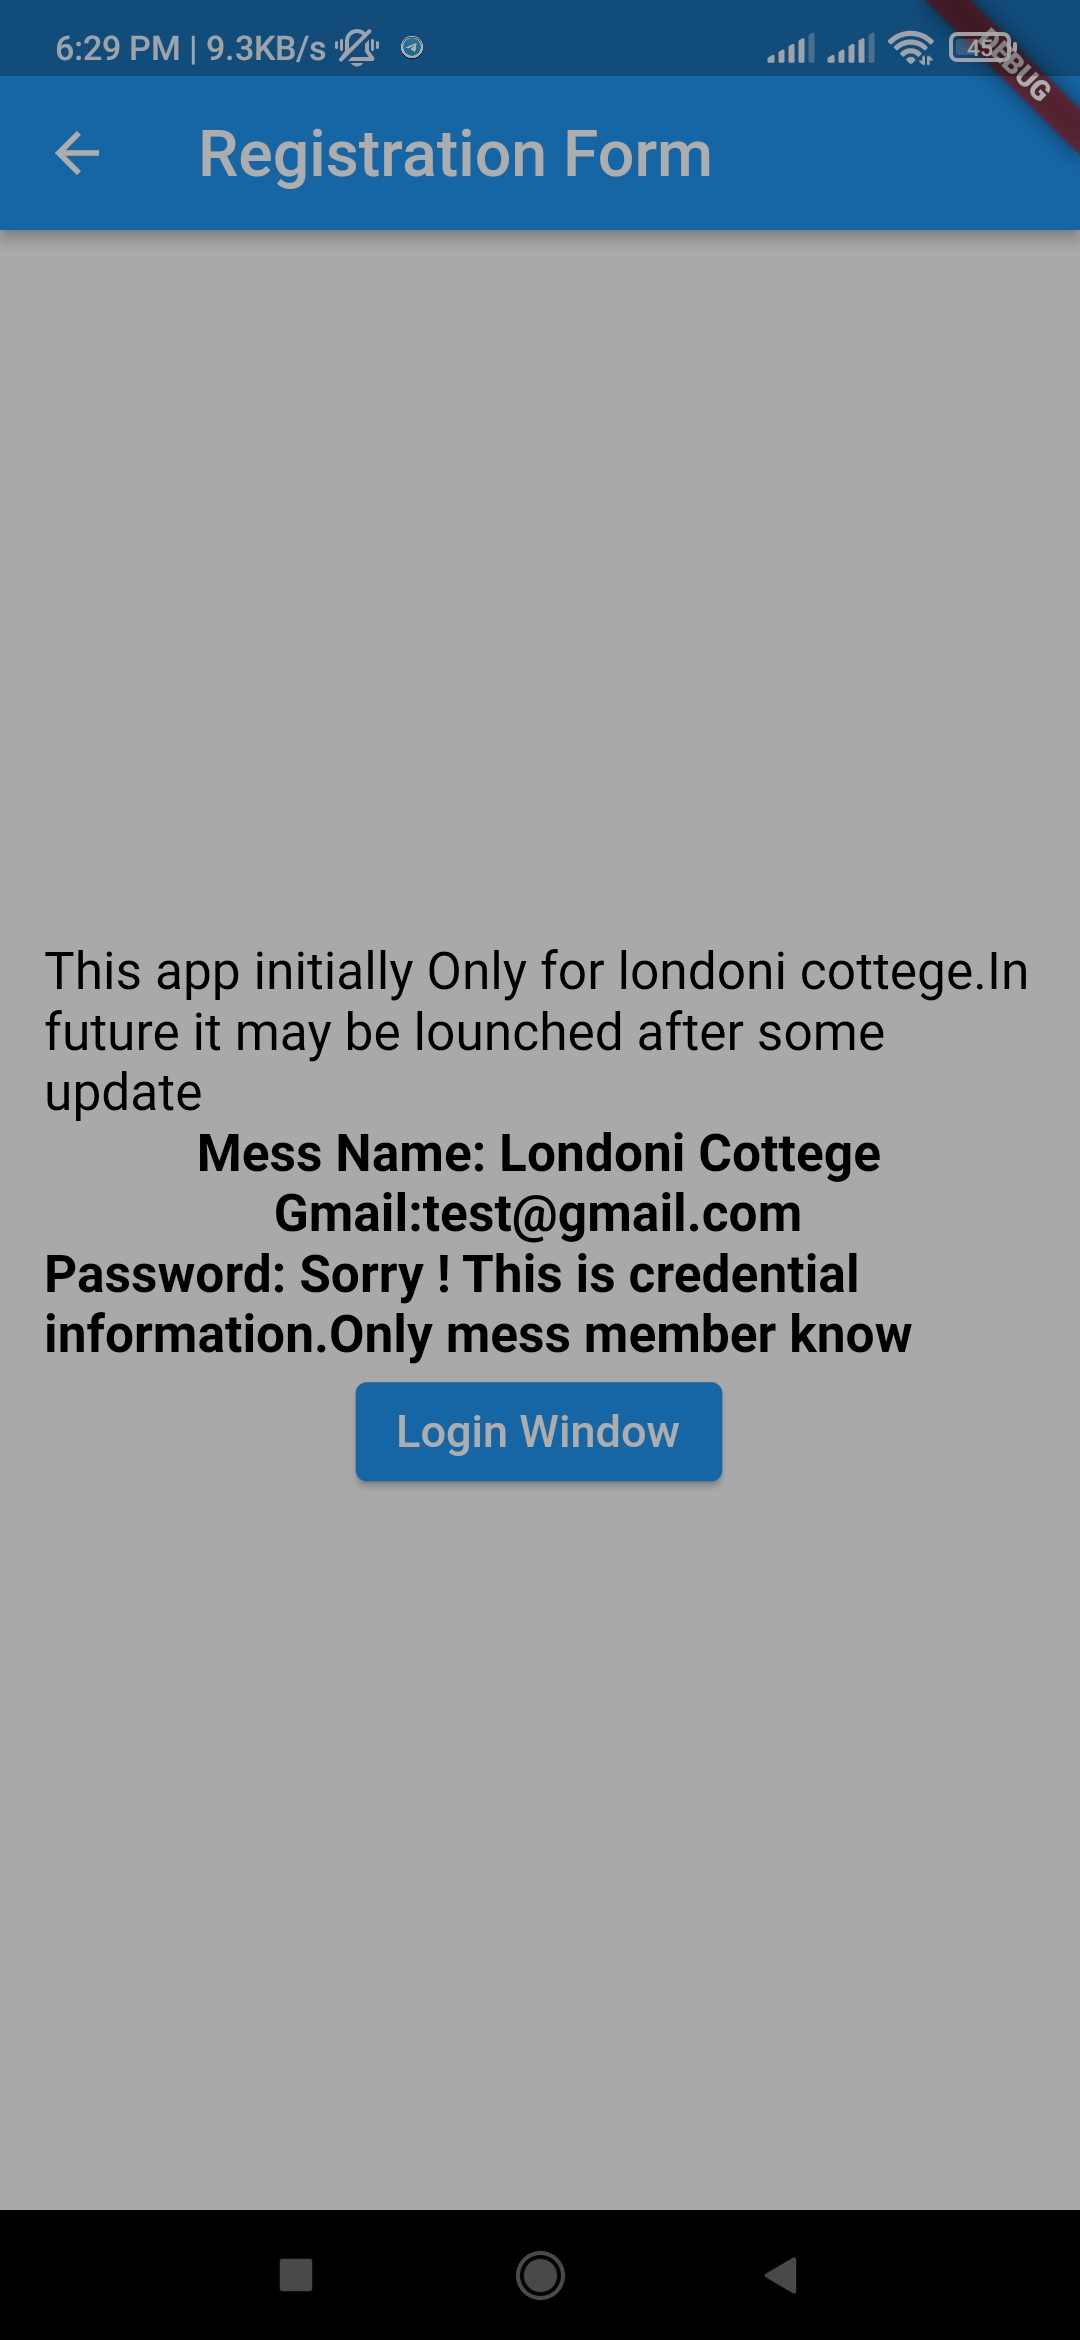 6:29 PM | 9.3KB/s
45
DEBUG
Registration Form
This app initially Only for londoni cottege.In
future it may be lounched after some
update
Mess Name: Londoni Cottege
Gmail:test@gmail.com
Password: Sorry ! This is credential
information.Only mess member know
Login Window